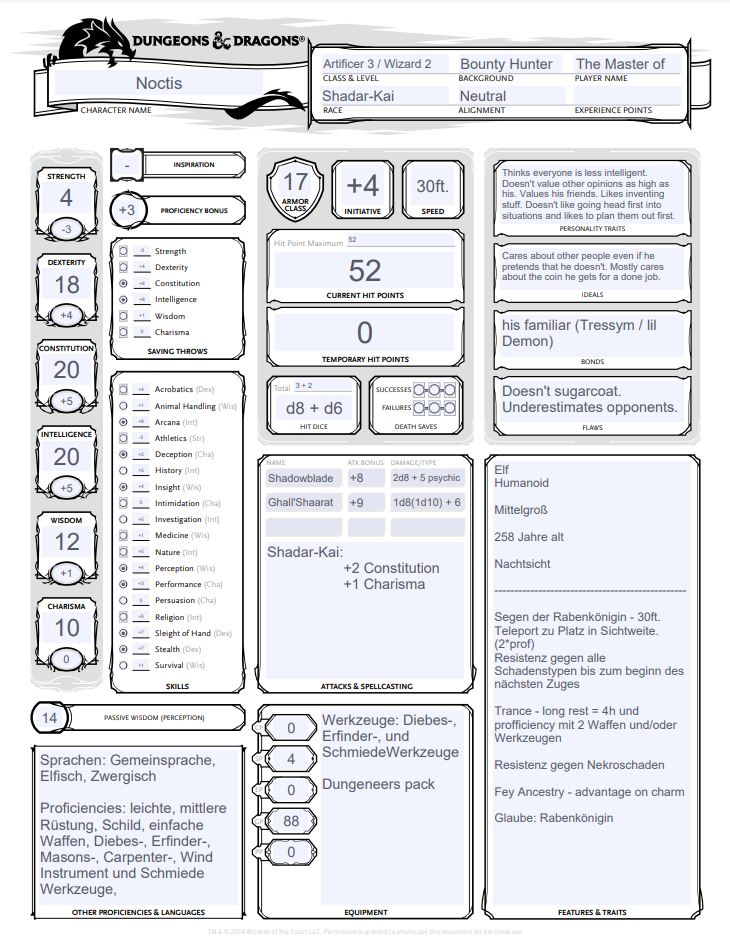 DUNGEONS & DRAGONS®
Noctis
CHARACTER NAME
Artificer 3 / Wizard 2
Bounty Hunter
The Master of
CLASS & LEVEL
BACKGROUND
PLAYER NAME
Shadar-Kai
Neutral
RACE
ALIGNMENT
EXPERIENCE POINTS
STRENGTH
4
-3
DEXTERITY
18
+4
CONSTITUTION
20
+5
INTELLIGENCE
20
+5
WISDOM
12
+1
CHARISMA
10
0
-
INSPIRATION
+3
PROFICIENCY BONUS
-3 Strength
+4 Dexterity
+8 Constitution
+8 Intelligence
+1 Wisdom
0 Charisma
SAVING THROWS
+4 Acrobatics (Dex)
+1 Animal Handling (Wis)
+8 Arcana (Int)
-3 Athletics (Str)
+3 Deception (Cha)
+5 History (Int)
+4 Insight (Wis)
0 Intimidation (Cha)
+5 Investigation (Int)
+1 Medicine (Wis)
+5 Nature (Int)
+4 Perception (Wis)
+3 Performance (Cha)
0 Persuasion (Cha)
+5 Religion (Int)
+7 Sleight of Hand (Dex)
+7 Stealth (Dex)
+1 Survival (Wis)
SKILLS
14
PASSIVE WISDOM (PERCEPTION)
Sprachen: Gemeinsprache,
Elfisch, Zwergisch
Proficiencies: leichte, mittlere
Rüstung, Schild, einfache
Waffen, Diebes-, Erfinder-,
Masons-, Carpenter-, Wind
Instrument und Schmiede
Werkzeuge,
OTHER PROFICIENCIES & LANGUAGES
17
ARMOR
CLASS
+4
INITIATIVE
30ft.
SPEED
Hit Point Maximum 52
52
CURRENT HIT POINTS
0
TEMPORARY HIT POINTS
Total 3 + 2
d8 + d6
HIT DICE
SUCCESSES
FAILURES
DEATH SAVES
NAME
ATK BONUS
DAMAGE/TYPE
Shadowblade
+8
2d8 + 5 psychic
Ghall'Shaarat
+9
1d8(1d10) + 6
Shadar-Kai:
+2 Constitution
+1 Charisma
ATTACKS & SPELLCASTING
0
4
0
88
0
Werkzeuge: Diebes-,
Erfinder-, und
SchmiedeWerkzeuge
Dungeneers pack
EQUIPMENT
Thinks everyone is less intelligent.
Doesn't value other opinions as high as
his. Values his friends. Likes inventing
stuff. Doesn't like going head first into
situations and likes to plan them out first.
PERSONALITY TRAITS
Cares about other people even if he
pretends that he doesn't. Mostly cares
about the coin he gets for a done job.
IDEALS
his familiar (Tressym / lil
Demon)
BONDS
Doesn't sugarcoat.
Underestimates opponents.
FLAWS
Elf
Humanoid
Mittelgroß
258 Jahre alt
Nachtsicht
------------------------------------------------
Segen der Rabenkönigin - 30ft.
Teleport zu Platz in Sichtweite.
(2*prof)
Resistenz gegen alle
Schadenstypen bis zum beginn des
nächsten Zuges
Trance - long rest = 4h und
profficiency mit 2 Waffen und/oder
Werkzeugen
Resistenz gegen Nekroschaden
Fey Ancestry - advantage on charm
Glaube: Rabenkönigin
FEATURES & TRAITS
TM & © 2014 Wizards of the Coast LLC. Permission is granted to photocopy this document for personal use.